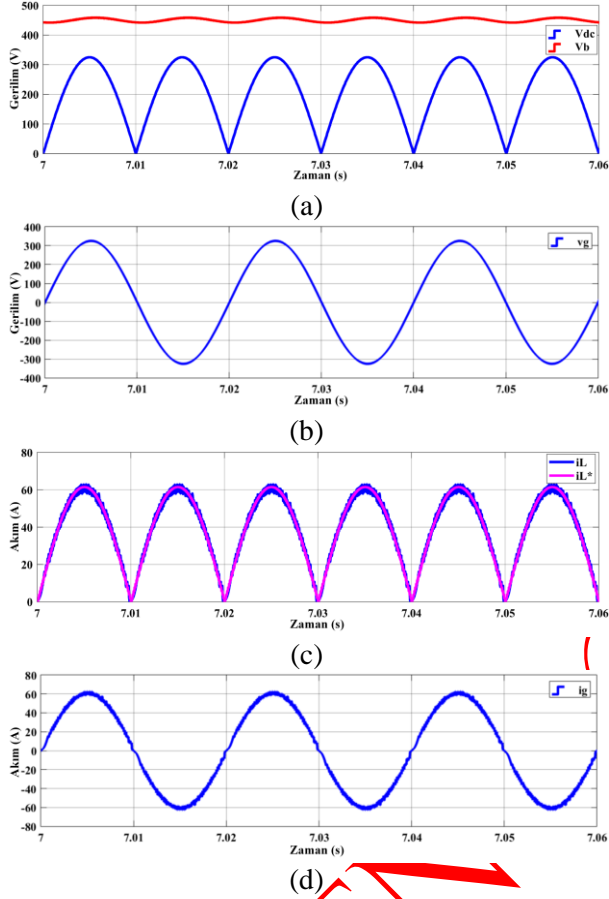 500
400
300
200
100
0
Gerilim (V)
Vdc
Vb
7 7.01 7.02 7.03 7.04 7.05 7.06
Zaman (s)
(a)
400
300
200
100
0
-100
-200
-300
-400
Gerilim (V)
vg
7 7.01 7.02 7.03 7.04 7.05 7.06
Zaman (s)
(b)
80
60
40
20
0
Akım (A)
iL
iL*
7 7.01 7.02 7.03 7.04 7.05 7.06
Zaman (s)
(c)
80
60
40
20
0
-20
-40
-60
-80
Akım (A)
ig
7 7.01 7.02 7.03 7.04 7.05 7.06
Zaman (s)
(d)